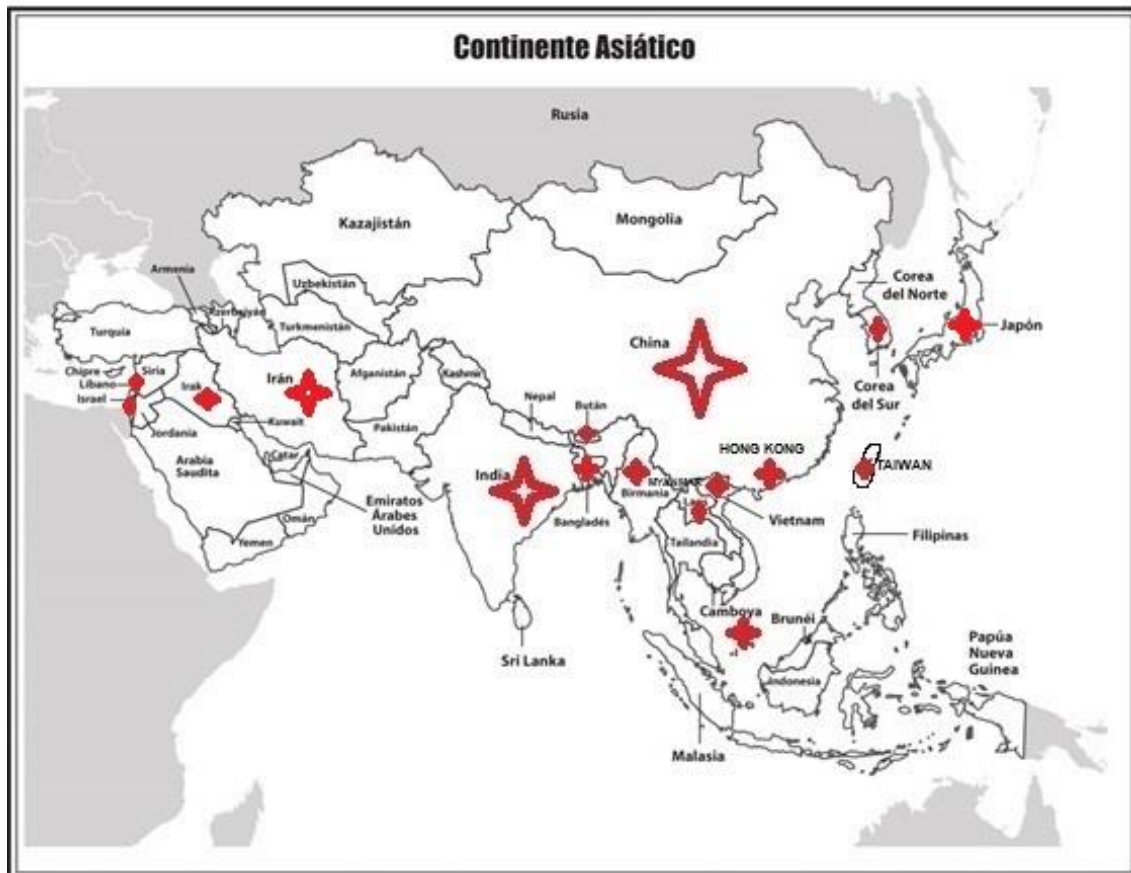 Continente Asiático
Rusia
Kazajistán
Mongolia
Armenia
Uzbekistán
Azerbaiyán
Turkmenistán
Turquía
Corea
del Norte
Japón
China
Chipre
Siria
Líbano
Israel
Irak
Irán
Afganistán
Kashmir
Corea
del Sur
Jordania
Kuwait
Pakistán
Nepal
Bután
HONG KONG
TAIWAN
Arabia
Saudita
Catar
India
MYANMAR
Birmania
Laos
Emiratos
Árabes
Unidos
Omán
Yemen
Bangladés
Vietnam
Tailandia
Filipinas
Camboya
Brunéi
Sri Lanka
Indonesia
Papúa
Nueva
Guinea
Malasia